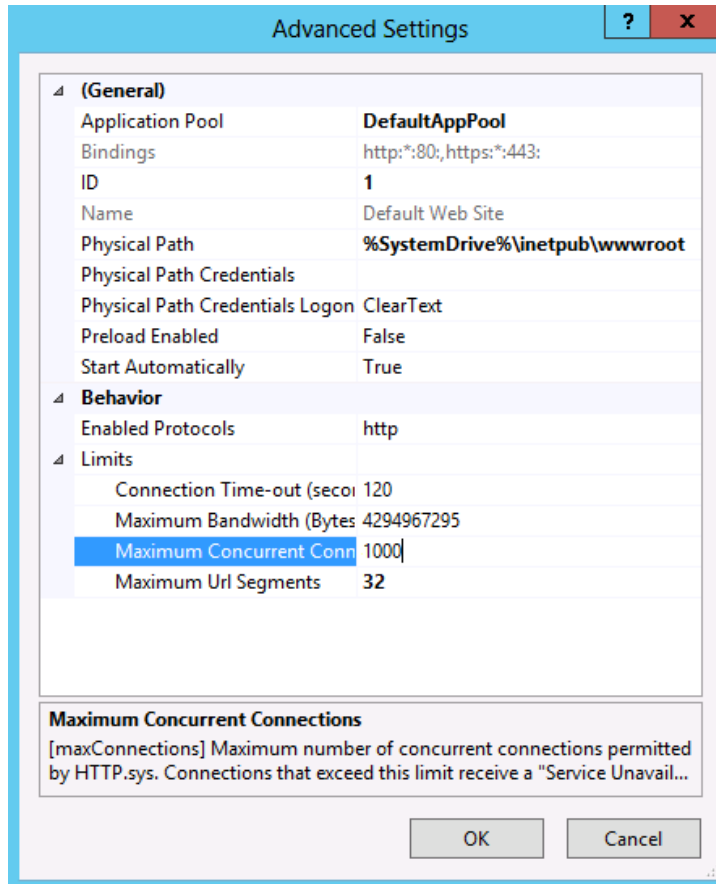 Advanced Settings
?
x
(General)
Application Pool DefaultAppPool
Bindings http:*:80:,https:*:443:
ID 1
Name Default Web Site
Physical Path %SystemDrive%\inetpub\wwwroot
Physical Path Credentials
Physical Path Credentials Logon ClearText
Preload Enabled False
Start Automatically True
Behavior
Enabled Protocols http
Limits
Connection Time-out (secon 120
Maximum Bandwidth (Bytes 4294967295
Maximum Concurrent Conn 1000
Maximum Url Segments 32
Maximum Concurrent Connections
[maxConnections] Maximum number of concurrent connections permitted
by HTTP.sys. Connections that exceed this limit receive a "Service Unavail...
OK Cancel